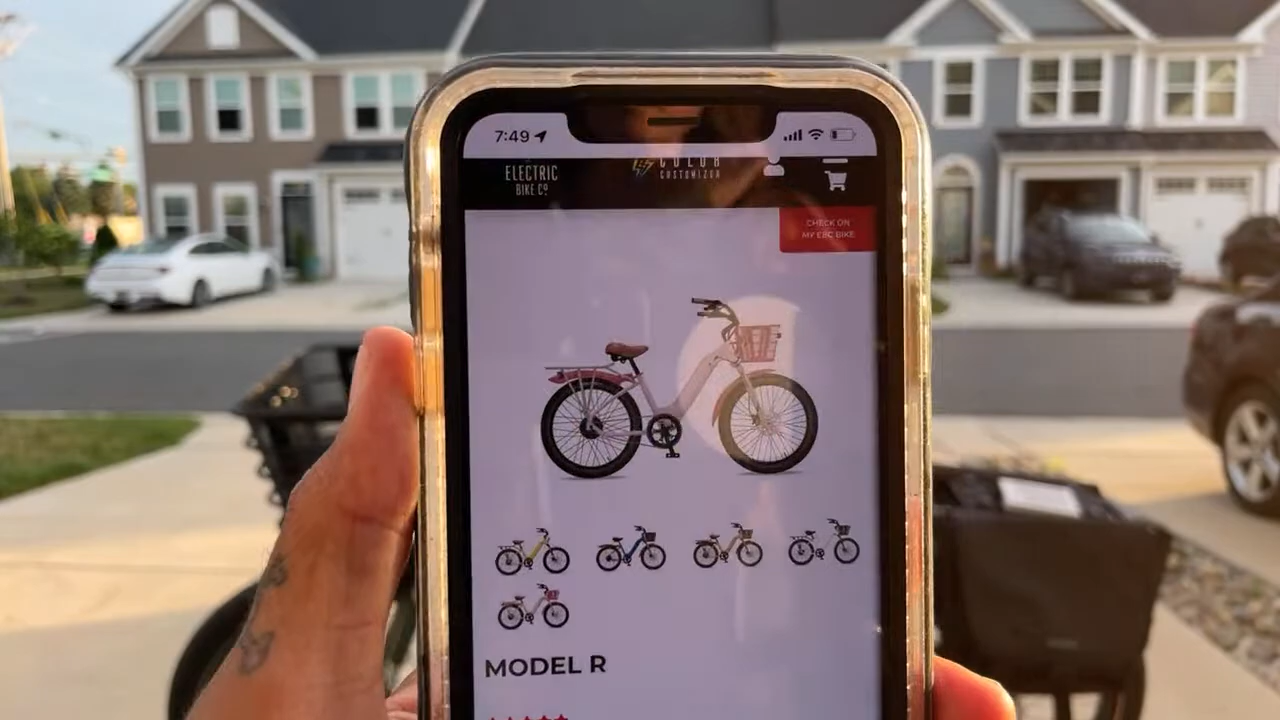 7:49
ELECTRIC
BIKE CO
COLOR
CUSTOMIZER
CHECK ON
MY EBC BIKE
MODEL R